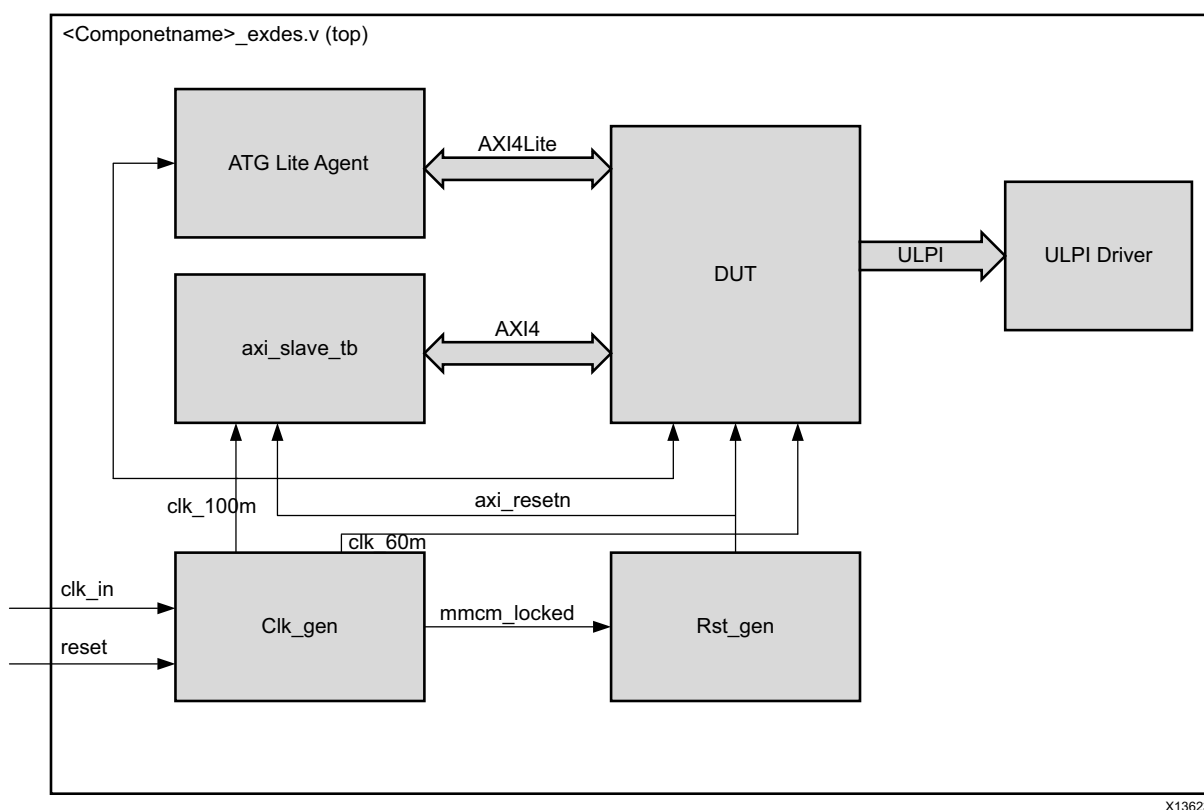 <Componetname>_exdes.v (top)
ATG Lite Agent
AXI4Lite
DUT
ULPI
ULPI Driver
axi_slave_tb
AXI4
clk_100m
axi_resetn
clk_60m
clk_in
reset
Clk_gen
mmcm_locked
Rst_gen
X1362